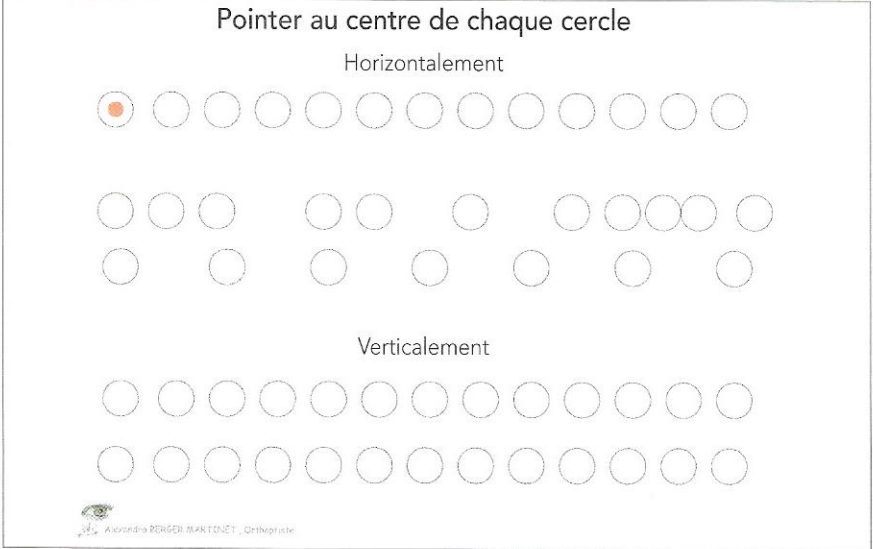 Pointer au centre de chaque cercle
Horizontalement
Verticalement
Alexandra BERGER MARTINET , Orthoptiste